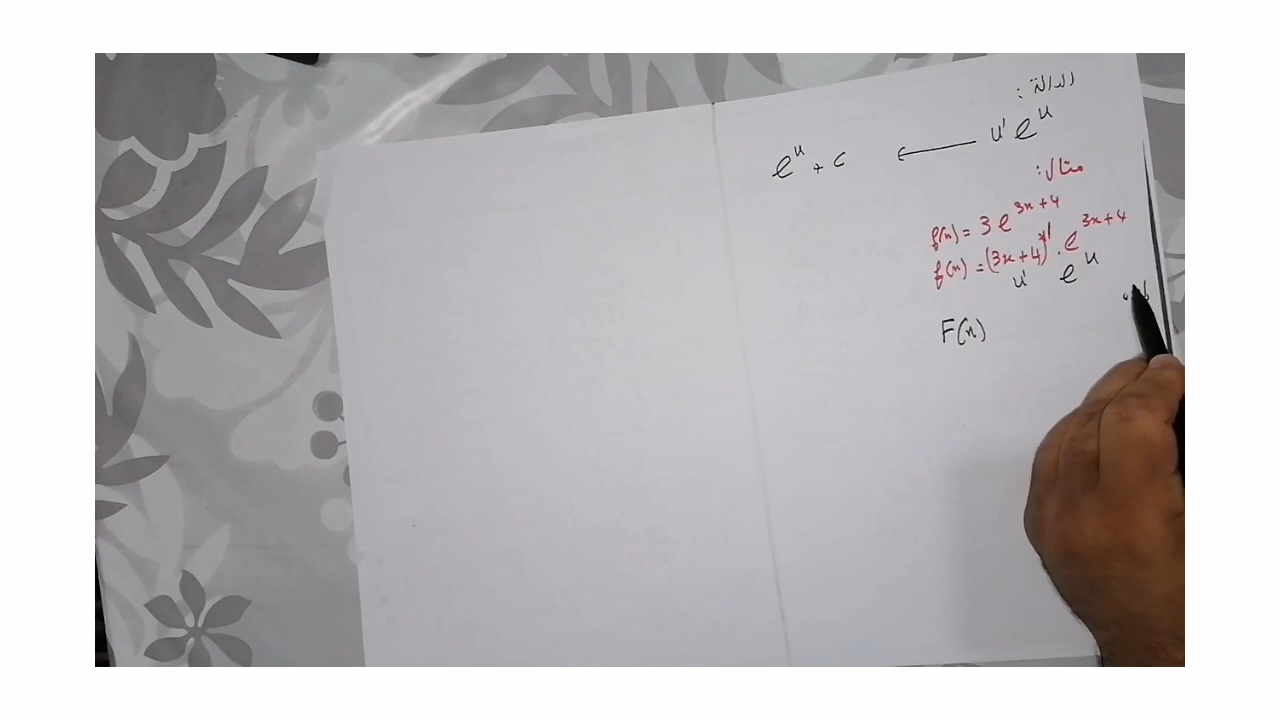 الدالة :
u' e^u ⟵ e^u + c
مثال:
f(x) = 3 e^{3x+4}
f(x) = (3x+4)' . e^{3x+4}
u' e^u
F(x)